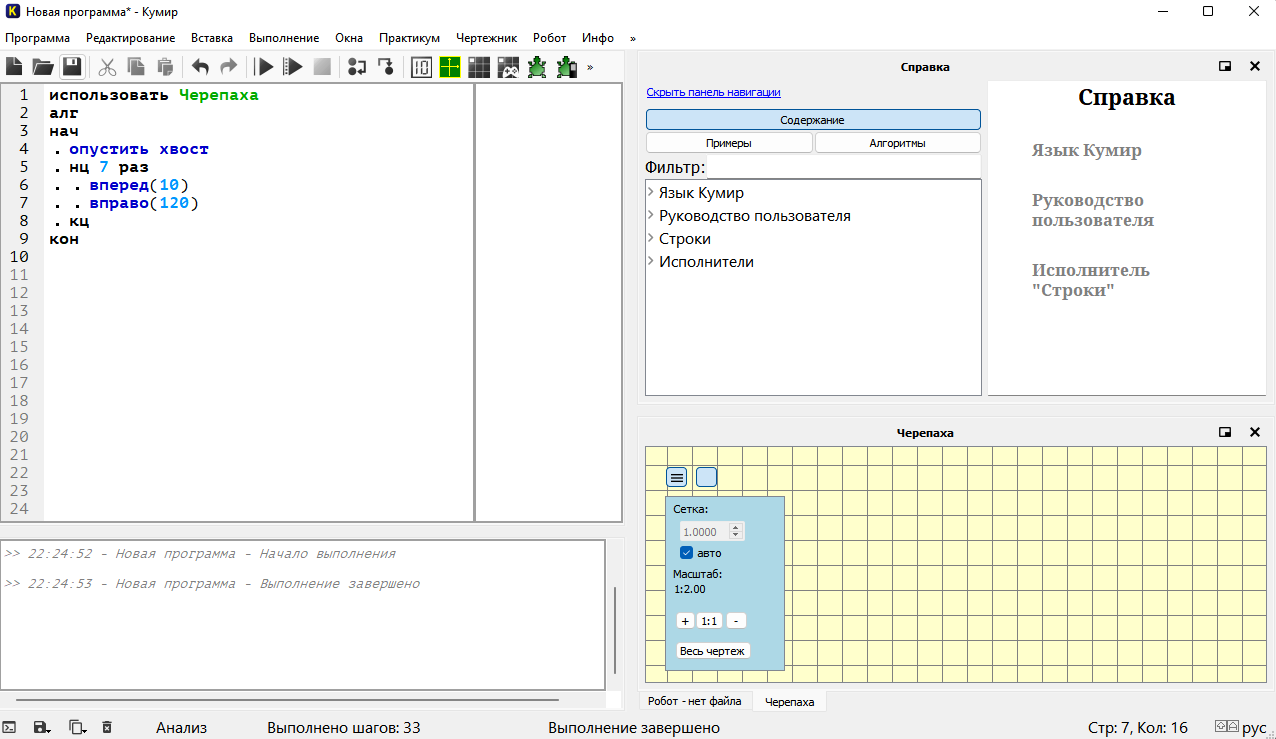 Новая программа* - Кумир
Программа Редактирование Вставка Выполнение Окна Практикум Чертежник Робот Инфо »
»
1 использовать Черепаха
2 алг
3 нач
4 . опустить хвост
5 . нц 7 раз
6 . . вперед(10)
7 . . вправо(120)
8 . кц
9 кон
10
11
12
13
14
15
16
17
18
19
20
21
22
23
24
>> 22:24:52 - Новая программа - Начало выполнения
>> 22:24:53 - Новая программа - Выполнение завершено
Справка
Скрыть панель навигации
Содержание
Примеры Алгоритмы
Фильтр:
Язык Кумир
Руководство пользователя
Строки
Исполнители
Справка
Язык Кумир
Руководство
пользователя
Исполнитель
"Строки"
Черепаха
Сетка:
1.0000
авто
Масштаб:
1:2.00
+ 1:1 -
Весь чертеж
Робот - нет файла Черепаха
Анализ Выполнено шагов: 33 Выполнение завершено Стр: 7, Кол: 16 рус